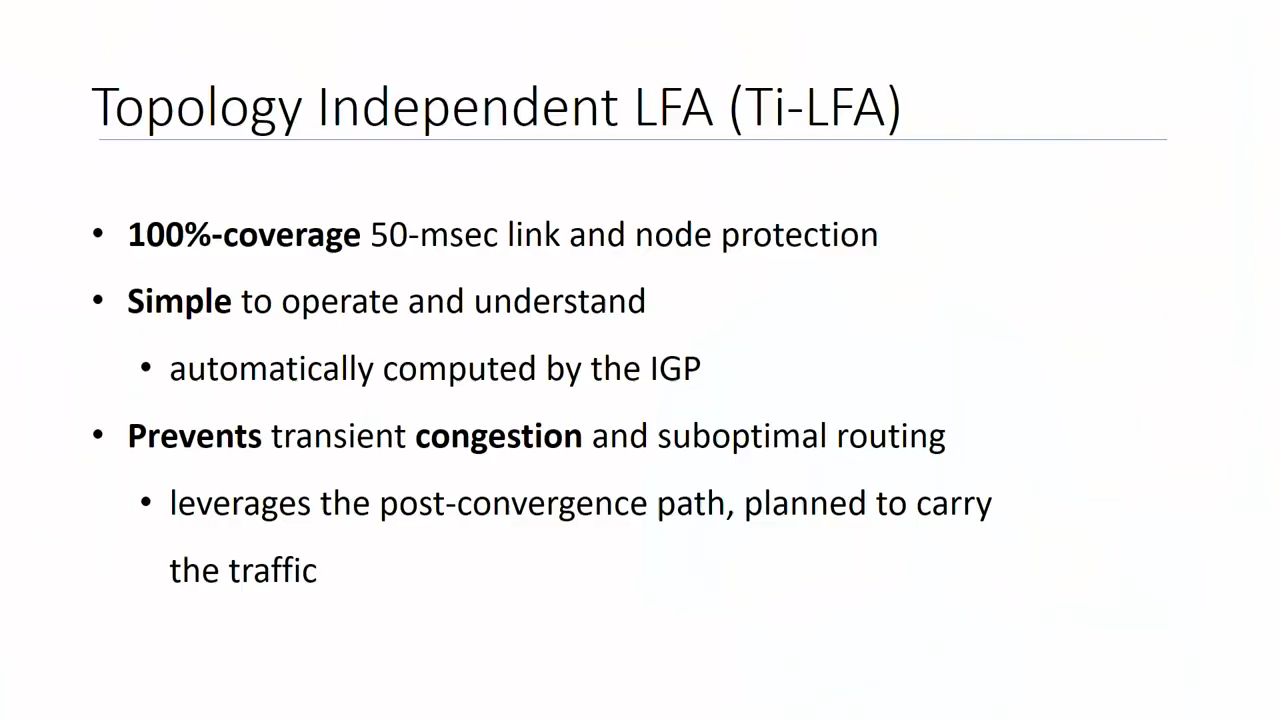 Topology Independent LFA (Ti-LFA)
• 100%-coverage 50-msec link and node protection
• Simple to operate and understand
• automatically computed by the IGP
• Prevents transient congestion and suboptimal routing
• leverages the post-convergence path, planned to carry
the traffic